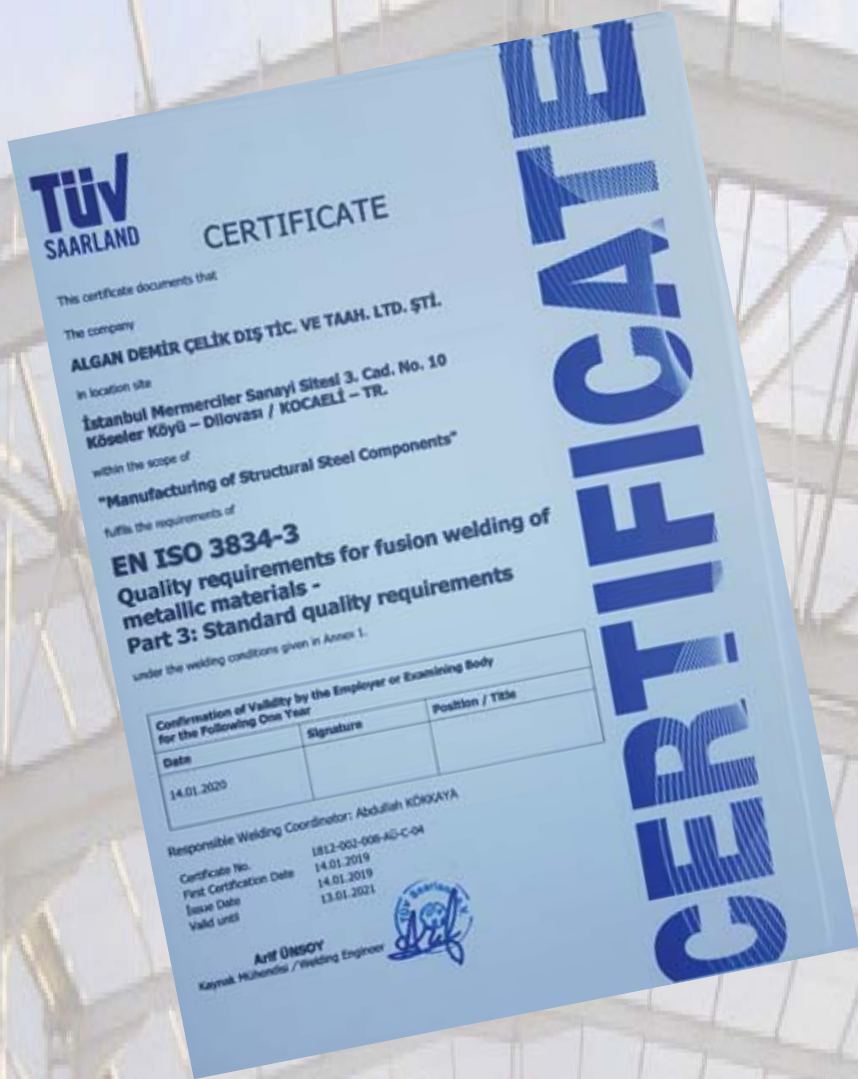 TÜV
SAARLAND
CERTIFICATE
This certificate documents that
The company
ALGAN DEMİR ÇELİK DIŞ TİC. VE TAAH. LTD. ŞTİ.
in location site
İstanbul Mermerciler Sanayi Sitesi 3. Cad. No. 10
Köseler Köyü – Dilovası / KOCAELİ – TR.
within the scope of
"Manufacturing of Structural Steel Components"
fulfils the requirements of
EN ISO 3834-3
Quality requirements for fusion welding of
metallic materials -
Part 3: Standard quality requirements
under the welding conditions given in Annex 1.
Confirmation of Validity by the Employer or Examining Body
for the Following One Year
Date Signature Position / Title
14.01.2020
Responsible Welding Coordinator: Abdullah KÖKKAYA
Certificate No. 1812-002-008-AÜ-C-04
First Certification Date 14.01.2019
Issue Date 14.01.2019
Valid until 13.01.2021
Arif ÜNSOY
Kaynak Mühendisi / Welding Engineer
TÜV Saarland
CERTIFICATE